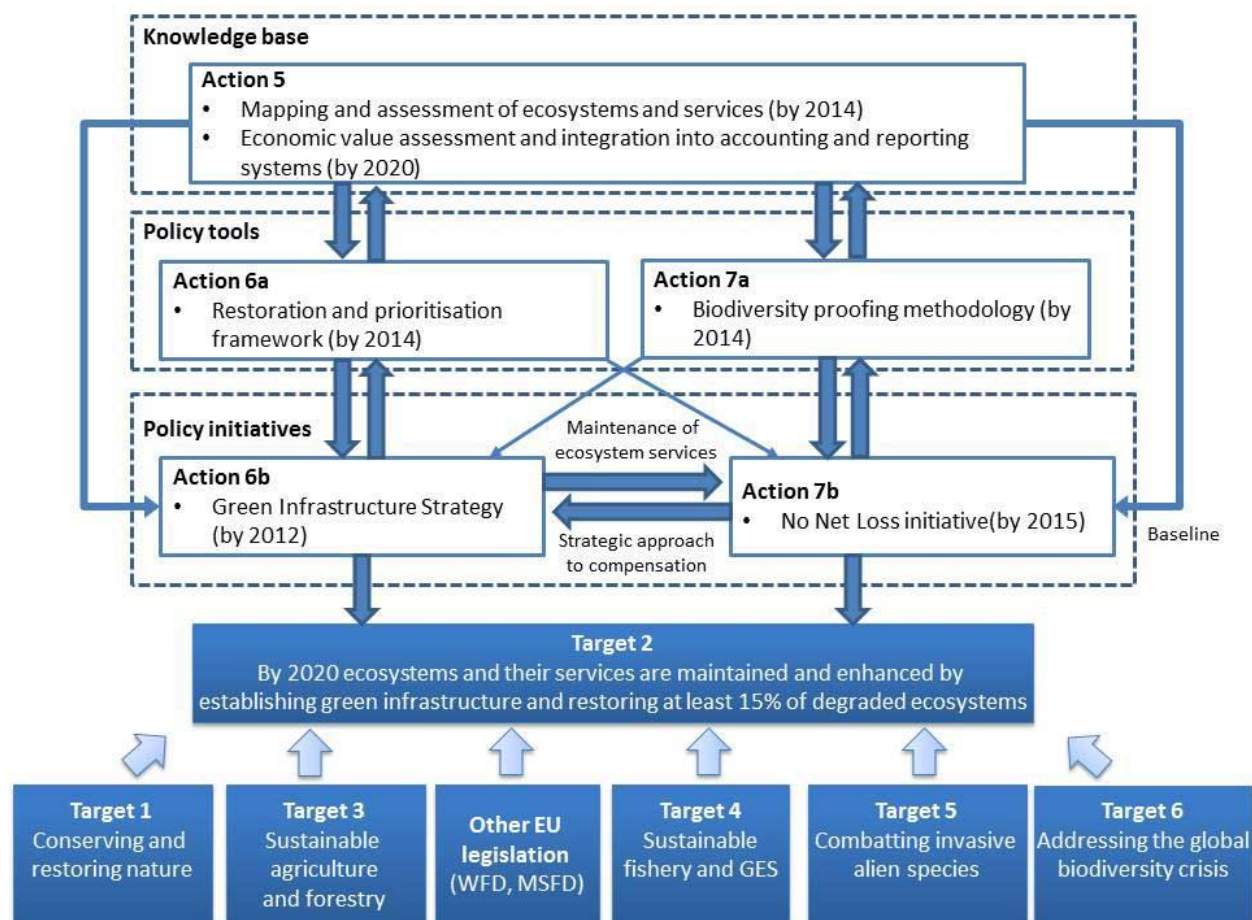 Knowledge base
Action 5
• Mapping and assessment of ecosystems and services (by 2014)
• Economic value assessment and integration into accounting and reporting
systems (by 2020)
Policy tools
Action 6a
• Restoration and prioritisation
framework (by 2014)
Action 7a
• Biodiversity proofing methodology (by
2014)
Policy initiatives
Maintenance of
ecosystem services
Action 6b
• Green Infrastructure Strategy
(by 2012)
Action 7b
• No Net Loss initiative(by 2015)
Strategic approach
to compensation
Baseline
Target 2
By 2020 ecosystems and their services are maintained and enhanced by
establishing green infrastructure and restoring at least 15% of degraded ecosystems
Target 1
Conserving and
restoring nature
Target 3
Sustainable
agriculture
and forestry
Other EU
legislation
(WFD, MSFD)
Target 4
Sustainable
fishery and GES
Target 5
Combatting invasive
alien species
Target 6
Addressing the global
biodiversity crisis